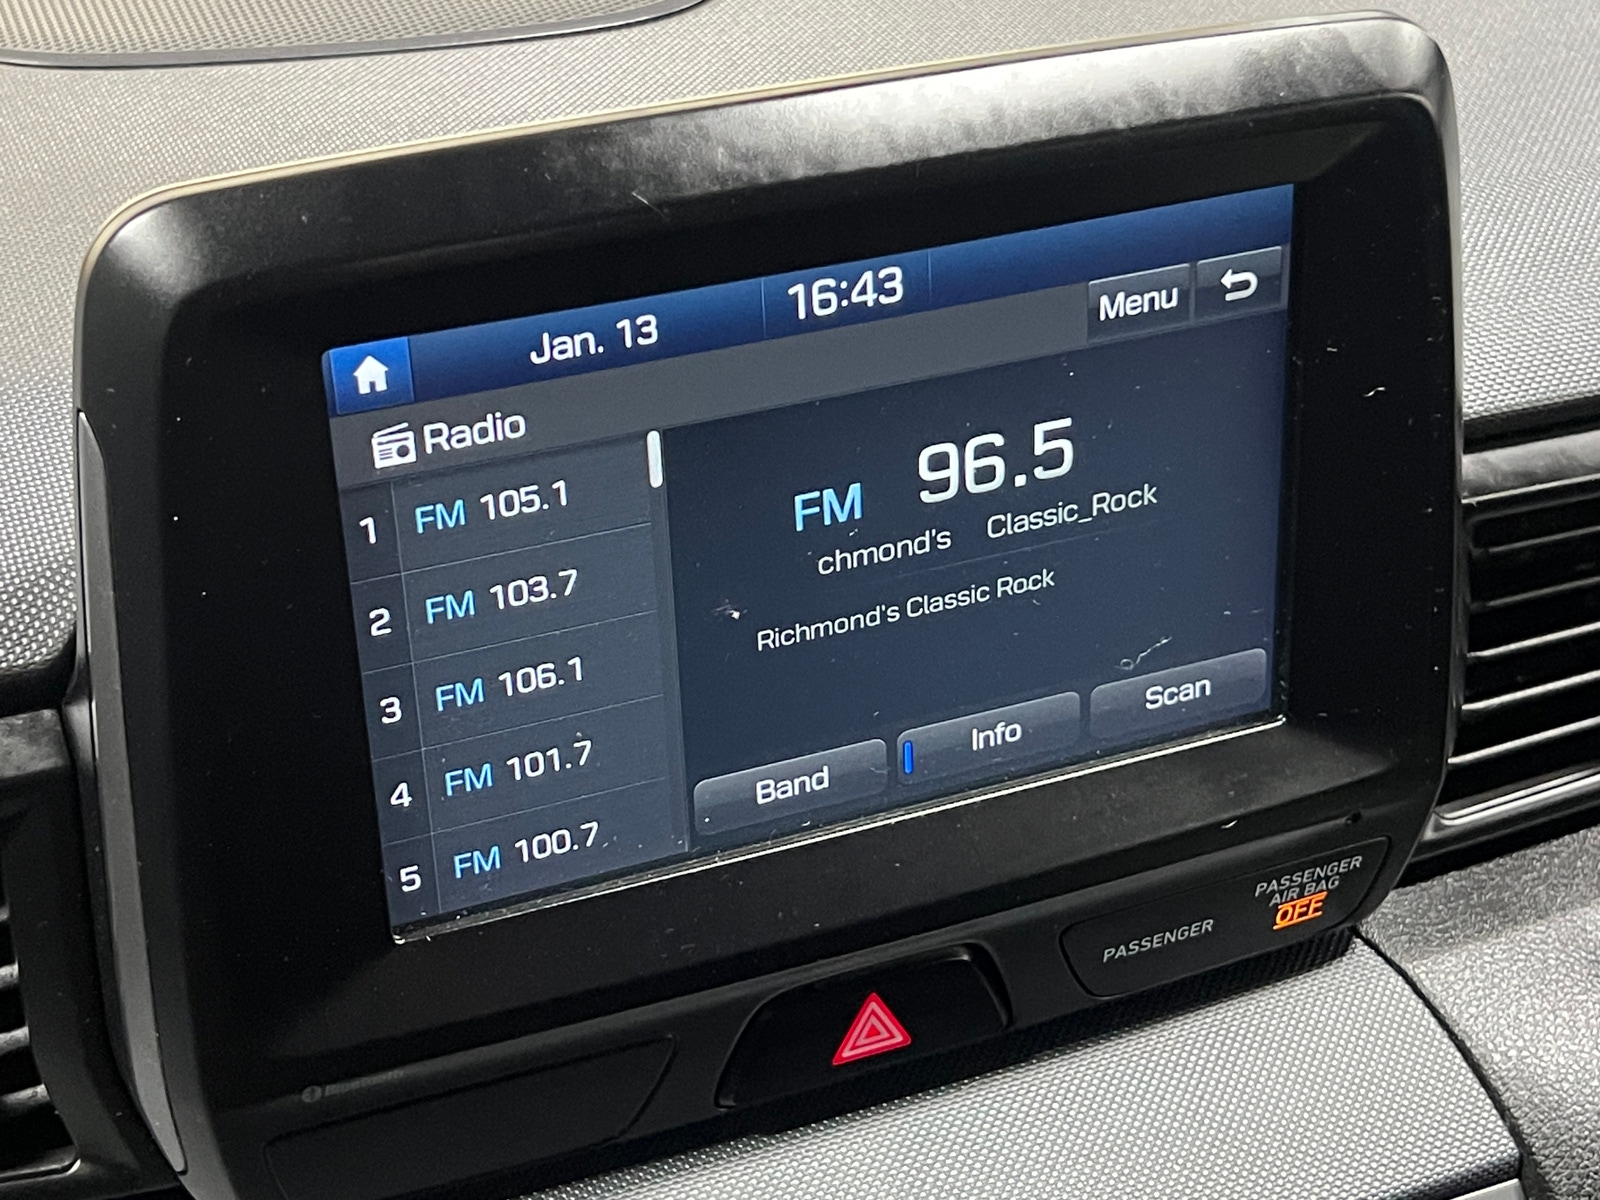 Jan. 13
16:43
Menu
Radio
1 FM 105.1
2 FM 103.7
3 FM 106.1
4 FM 101.7
5 FM 100.7
FM 96.5
chmond's Classic_Rock
Richmond's Classic Rock
Band
Info
Scan
PASSENGER
PASSENGER
AIR BAG
OFF